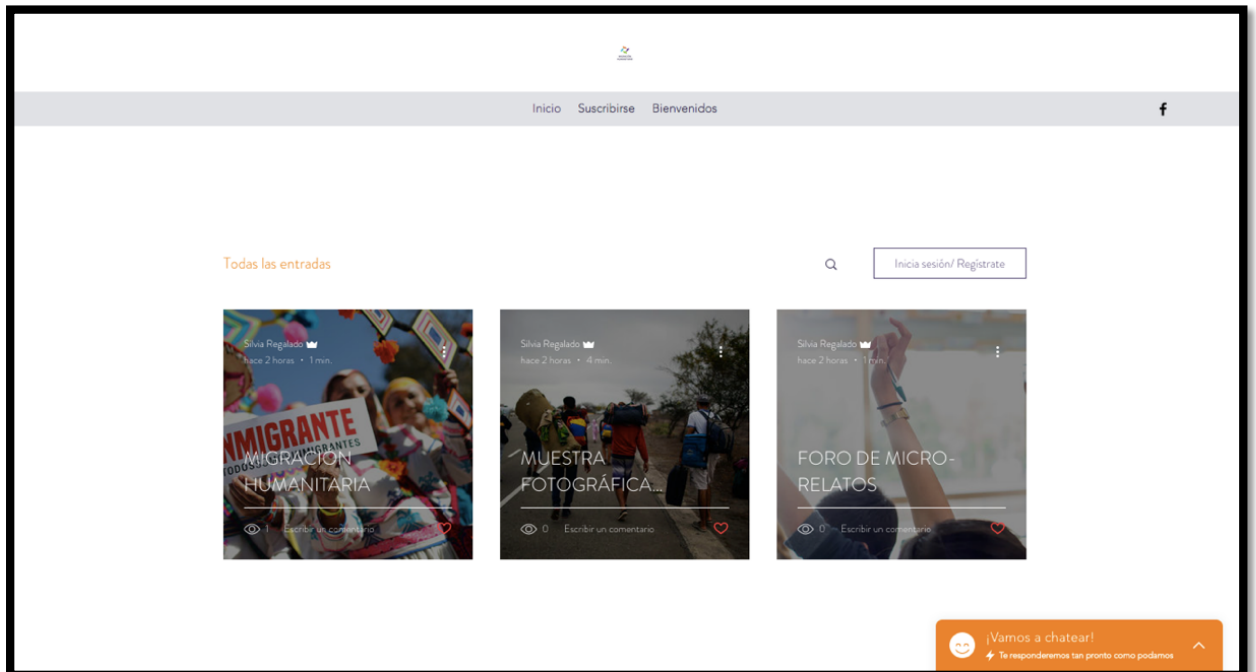 Inicio Suscribirse Bienvenidos
f
Todas las entradas
Inicia sesión/ Regístrate
Silvia Regalado
hace 2 horas • 1 min.
NMIGRANTE
MIGRACIÓN
HUMANITARIA
1 Escribir un comentario
Silvia Regalado
hace 2 horas • 4 min.
MUESTRA
FOTOGRÁFICA...
0 Escribir un comentario
Silvia Regalado
hace 2 horas • 1 min.
FORO DE MICRO-
RELATOS
0 Escribir un comentario
¡Vamos a chatear!
Te responderemos tan pronto como podamos